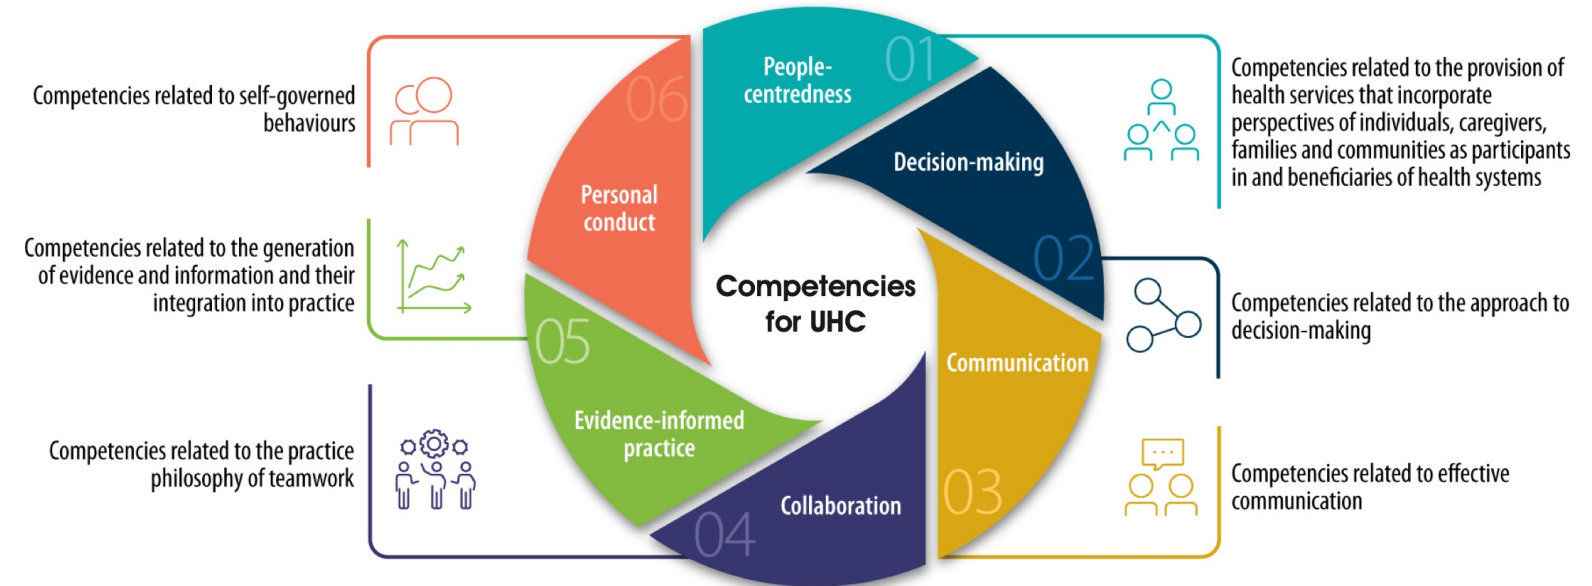 01
People-
centredness
Competencies related to the provision of
health services that incorporate
perspectives of individuals, caregivers,
families and communities as participants
in and beneficiaries of health systems
Decision-making
02
Competencies related to the approach to
decision-making
Communication
03
Competencies related to effective
communication
Collaboration
04
Competencies related to the practice
philosophy of teamwork
Evidence-informed
practice
05
Competencies related to the generation
of evidence and information and their
integration into practice
06
Personal
conduct
Competencies related to self-governed
behaviours
Competencies
for UHC